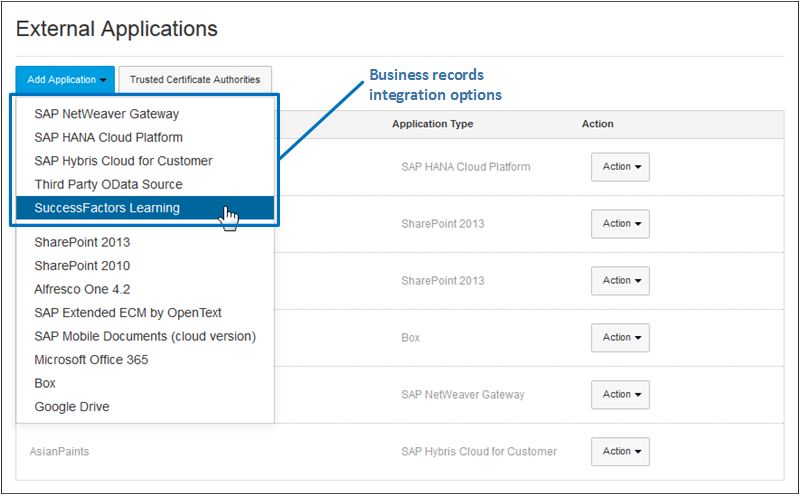 External Applications
Add Application
Trusted Certificate Authorities
Business records
integration options
SAP NetWeaver Gateway
SAP HANA Cloud Platform
SAP Hybris Cloud for Customer
Third Party OData Source
SuccessFactors Learning
SharePoint 2013
SharePoint 2010
Alfresco One 4.2
SAP Extended ECM by OpenText
SAP Mobile Documents (cloud version)
Microsoft Office 365
Box
Google Drive
Application Type
Action
SAP HANA Cloud Platform
Action
SharePoint 2013
Action
SharePoint 2013
Action
Box
Action
SAP NetWeaver Gateway
Action
AsianPaints
SAP Hybris Cloud for Customer
Action